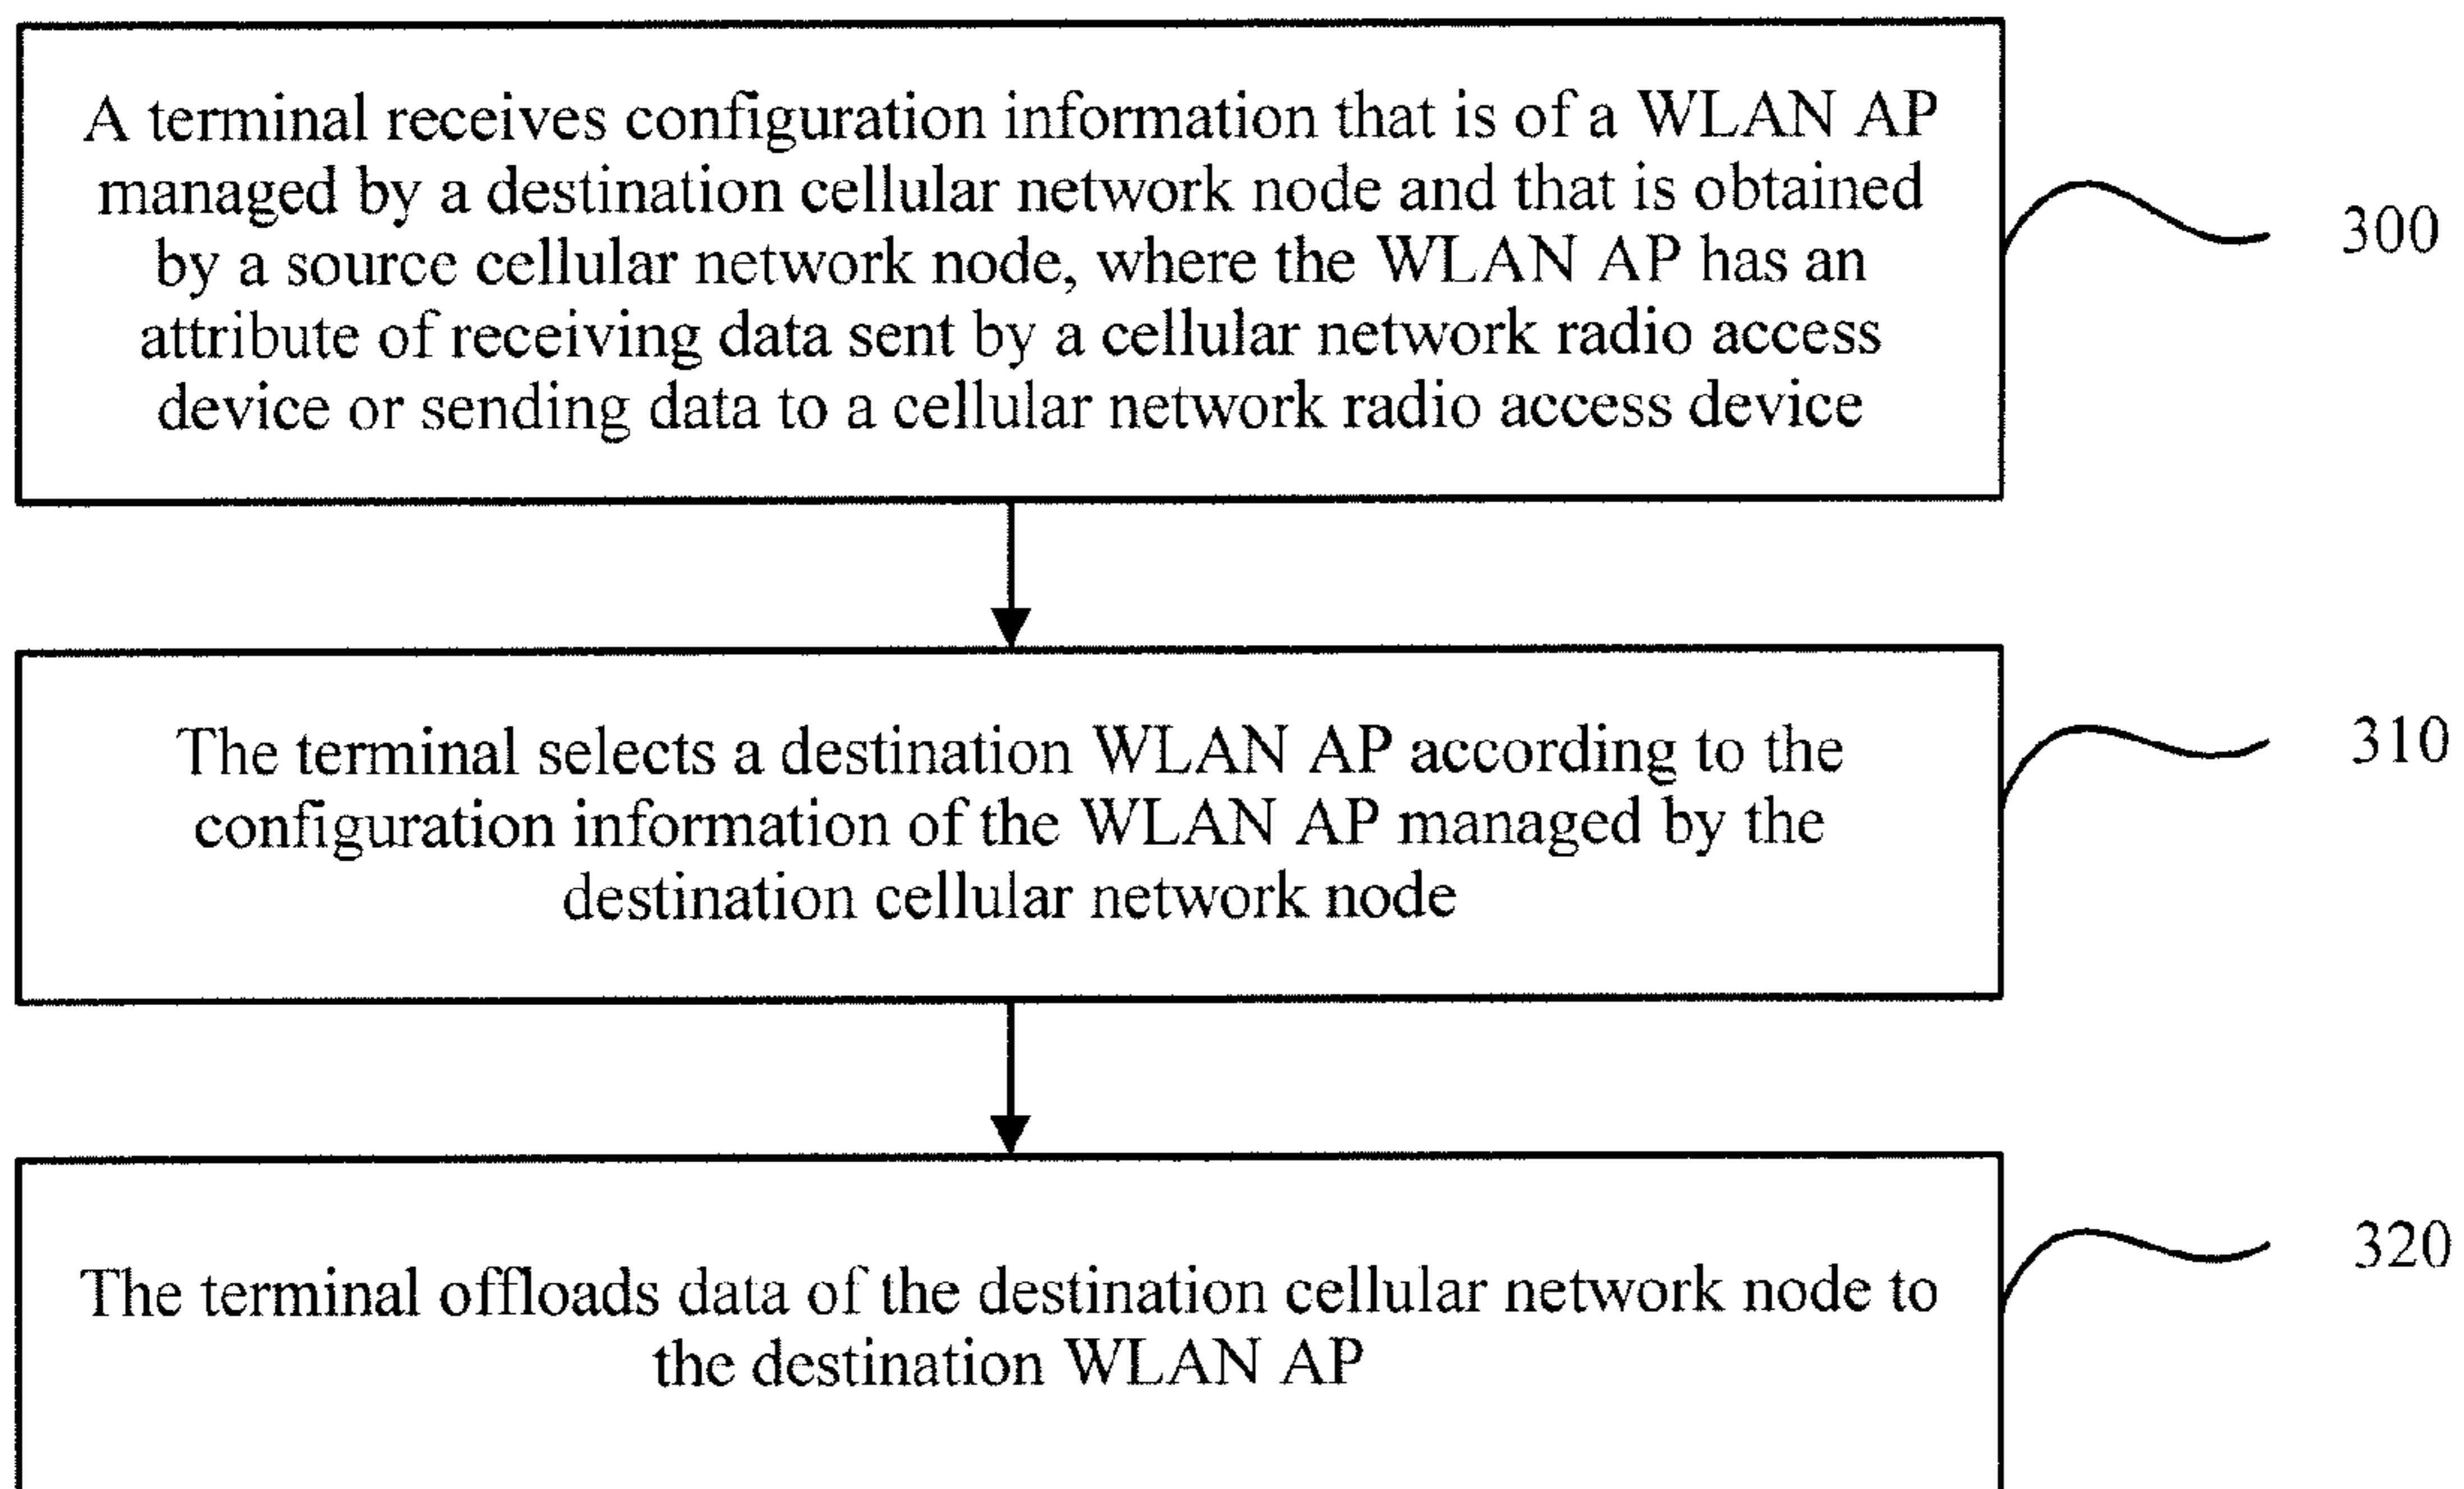 A terminal receives configuration information that is of a WLAN AP
managed by a destination cellular network node and that is obtained
by a source cellular network node, where the WLAN AP has an
attribute of receiving data sent by a cellular network radio access
device or sending data to a cellular network radio access device
300
The terminal selects a destination WLAN AP according to the
configuration information of the WLAN AP managed by the
destination cellular network node
310
The terminal offloads data of the destination cellular network node to
the destination WLAN AP
320